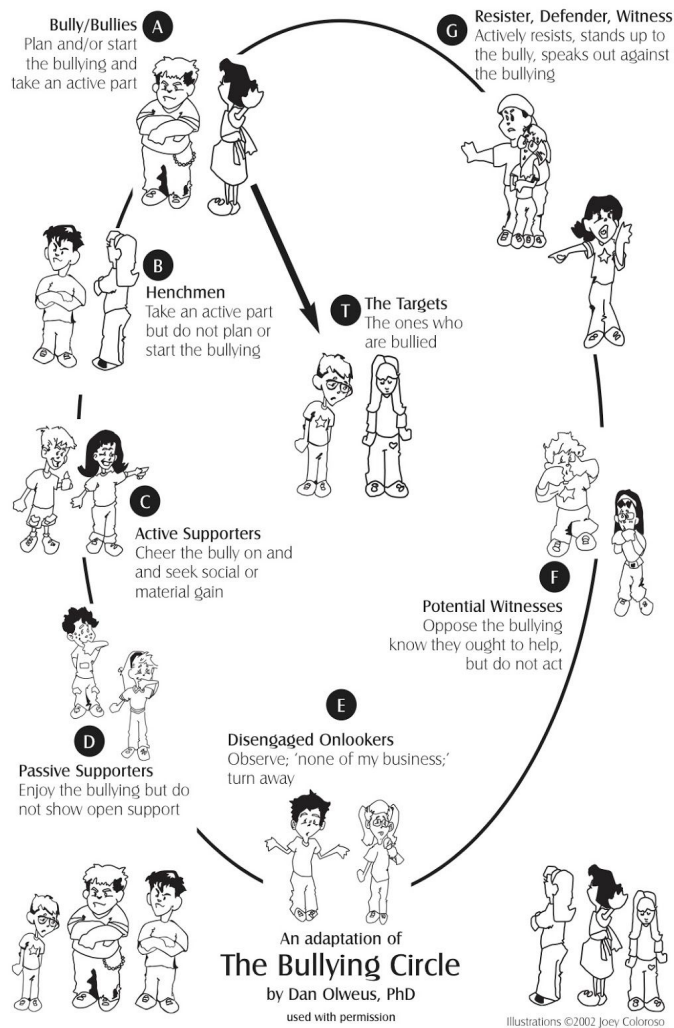 A
Bully/Bullies
Plan and/or start
the bullying and
take an active part
G
Resister, Defender, Witness
Actively resists, stands up to
the bully, speaks out against
the bullying
B
Henchmen
Take an active part
but do not plan or
start the bullying
T
The Targets
The ones who
are bullied
C
Active Supporters
Cheer the bully on and
and seek social or
material gain
F
Potential Witnesses
Oppose the bullying
know they ought to help,
but do not act
D
Passive Supporters
Enjoy the bullying but do
not show open support
E
Disengaged Onlookers
Observe; ‘none of my business;’
turn away
An adaptation of
The Bullying Circle
by Dan Olweus, PhD
used with permission
Illustrations ©2002 Joey Coloroso